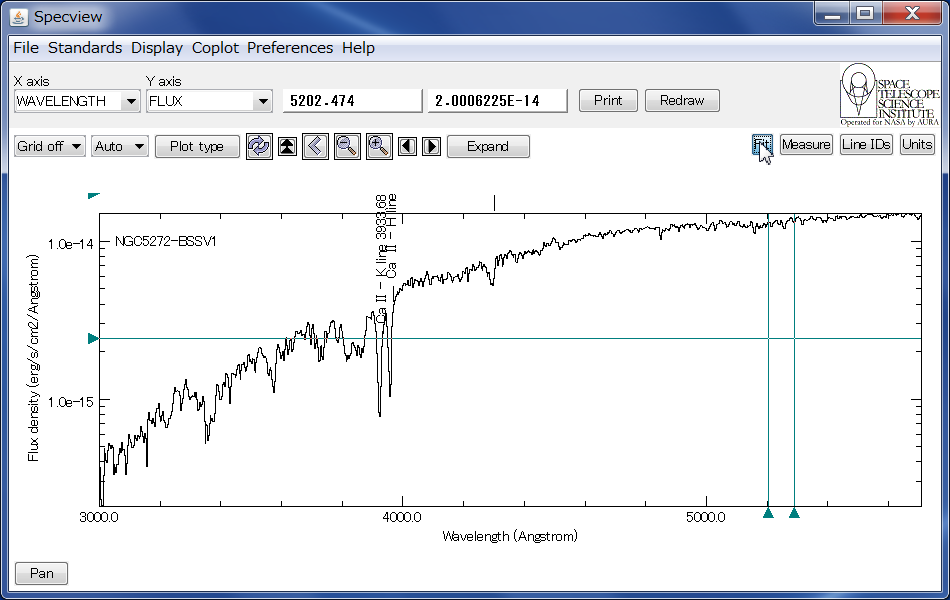 Specview
File Standards Display Coplot Preferences Help
X axis
Y axis
WAVELENGTH
FLUX
5202.474
2.0006225E-14
Print
Redraw
SPACE
TELESCOPE
SCIENCE
INSTITUTE
Operated for NASA by AURA
Grid off
Auto
Plot type
Expand
Fit
Measure
Line IDs
Units
NGC5272-BSSV1
Ca II - K line 3933.68
Ca II - H line
1.0e-14
1.0e-15
Flux density (erg/s/cm2/Angstrom)
3000.0
4000.0
5000.0
Wavelength (Angstrom)
Pan